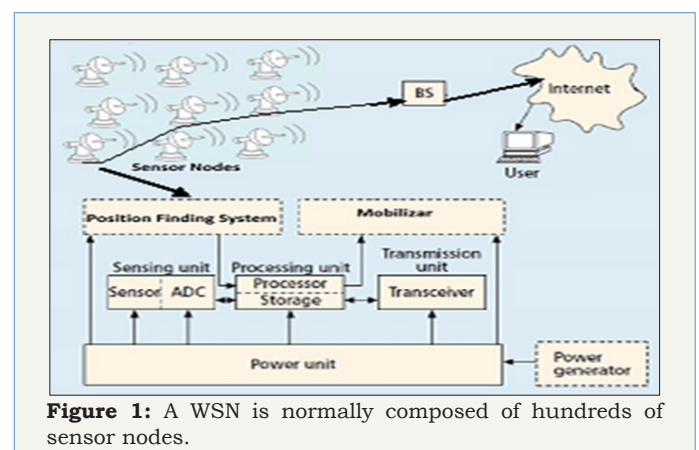 BS
Internet
User
Sensor Nodes
Position Finding System
Mobilizar
Sensing unit
Processing unit
Transmission
unit
Sensor
ADC
Processor
Storage
Transceiver
Power unit
Power
generator
Figure 1: A WSN is normally composed of hundreds of
sensor nodes.